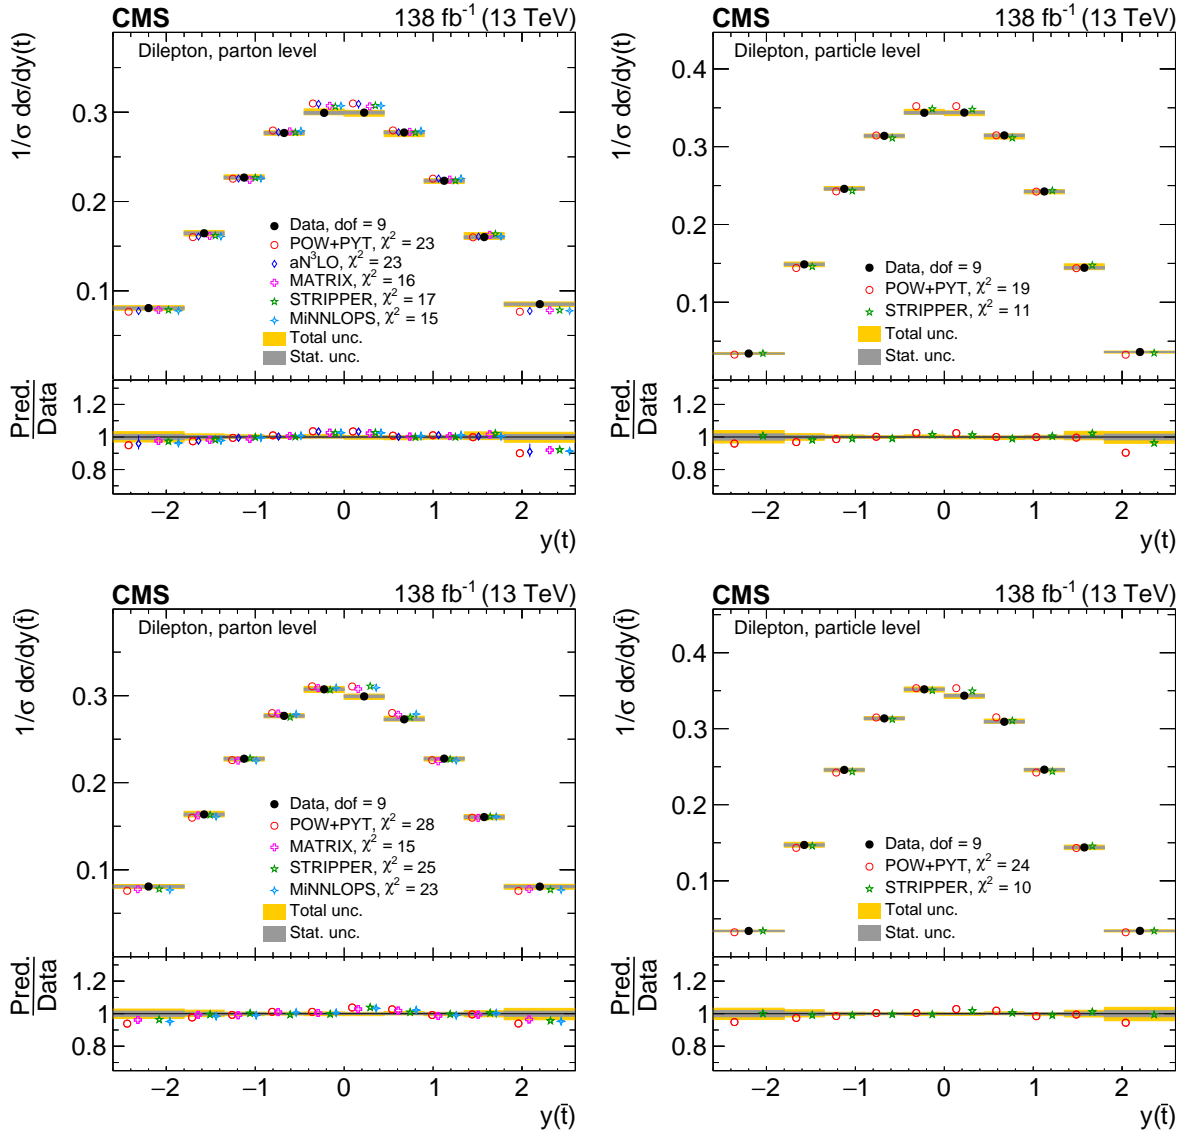 CMS 138 fb⁻¹ (13 TeV)
Dilepton, parton level
1/σ dσ/dy(t)
0.3
0.2
0.1
Data, dof = 9
POW+PYT, χ² = 23
aN³LO, χ² = 23
MATRIX, χ² = 16
STRIPPER, χ² = 17
MiNNLOPS, χ² = 15
Total unc.
Stat. unc.
Pred.
Data
1.2
1
0.8
−2 −1 0 1 2
y(t)
CMS 138 fb⁻¹ (13 TeV)
Dilepton, particle level
1/σ dσ/dy(t)
0.4
0.3
0.2
0.1
Data, dof = 9
POW+PYT, χ² = 19
STRIPPER, χ² = 11
Total unc.
Stat. unc.
Pred.
Data
1.2
1
0.8
−2 −1 0 1 2
y(t)
CMS 138 fb⁻¹ (13 TeV)
Dilepton, parton level
1/σ dσ/dy(t̄)
0.3
0.2
0.1
Data, dof = 9
POW+PYT, χ² = 28
MATRIX, χ² = 15
STRIPPER, χ² = 25
MiNNLOPS, χ² = 23
Total unc.
Stat. unc.
Pred.
Data
1.2
1
0.8
−2 −1 0 1 2
y(t̄)
CMS 138 fb⁻¹ (13 TeV)
Dilepton, particle level
1/σ dσ/dy(t̄)
0.4
0.3
0.2
0.1
Data, dof = 9
POW+PYT, χ² = 24
STRIPPER, χ² = 10
Total unc.
Stat. unc.
Pred.
Data
1.2
1
0.8
−2 −1 0 1 2
y(t̄)